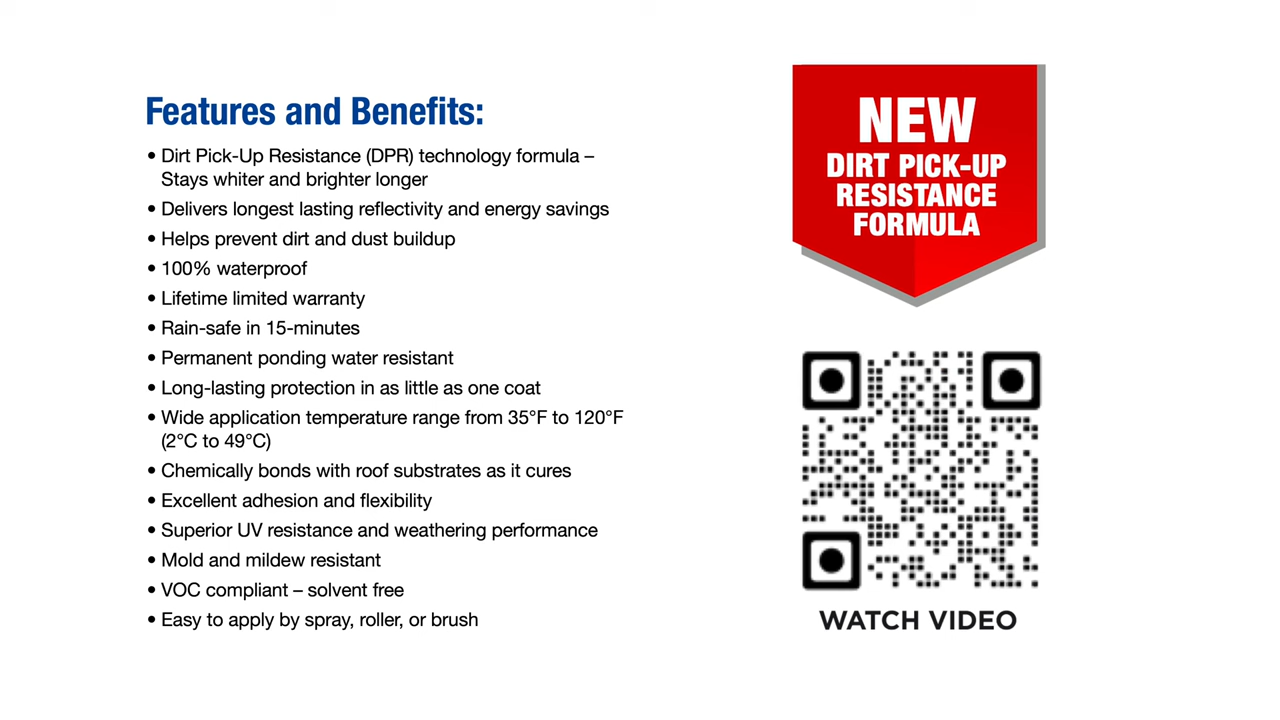 Features and Benefits:
• Dirt Pick-Up Resistance (DPR) technology formula –
Stays whiter and brighter longer
• Delivers longest lasting reflectivity and energy savings
• Helps prevent dirt and dust buildup
• 100% waterproof
• Lifetime limited warranty
• Rain-safe in 15-minutes
• Permanent ponding water resistant
• Long-lasting protection in as little as one coat
• Wide application temperature range from 35°F to 120°F
(2°C to 49°C)
• Chemically bonds with roof substrates as it cures
• Excellent adhesion and flexibility
• Superior UV resistance and weathering performance
• Mold and mildew resistant
• VOC compliant – solvent free
• Easy to apply by spray, roller, or brush
NEW
DIRT PICK-UP
RESISTANCE
FORMULA
WATCH VIDEO